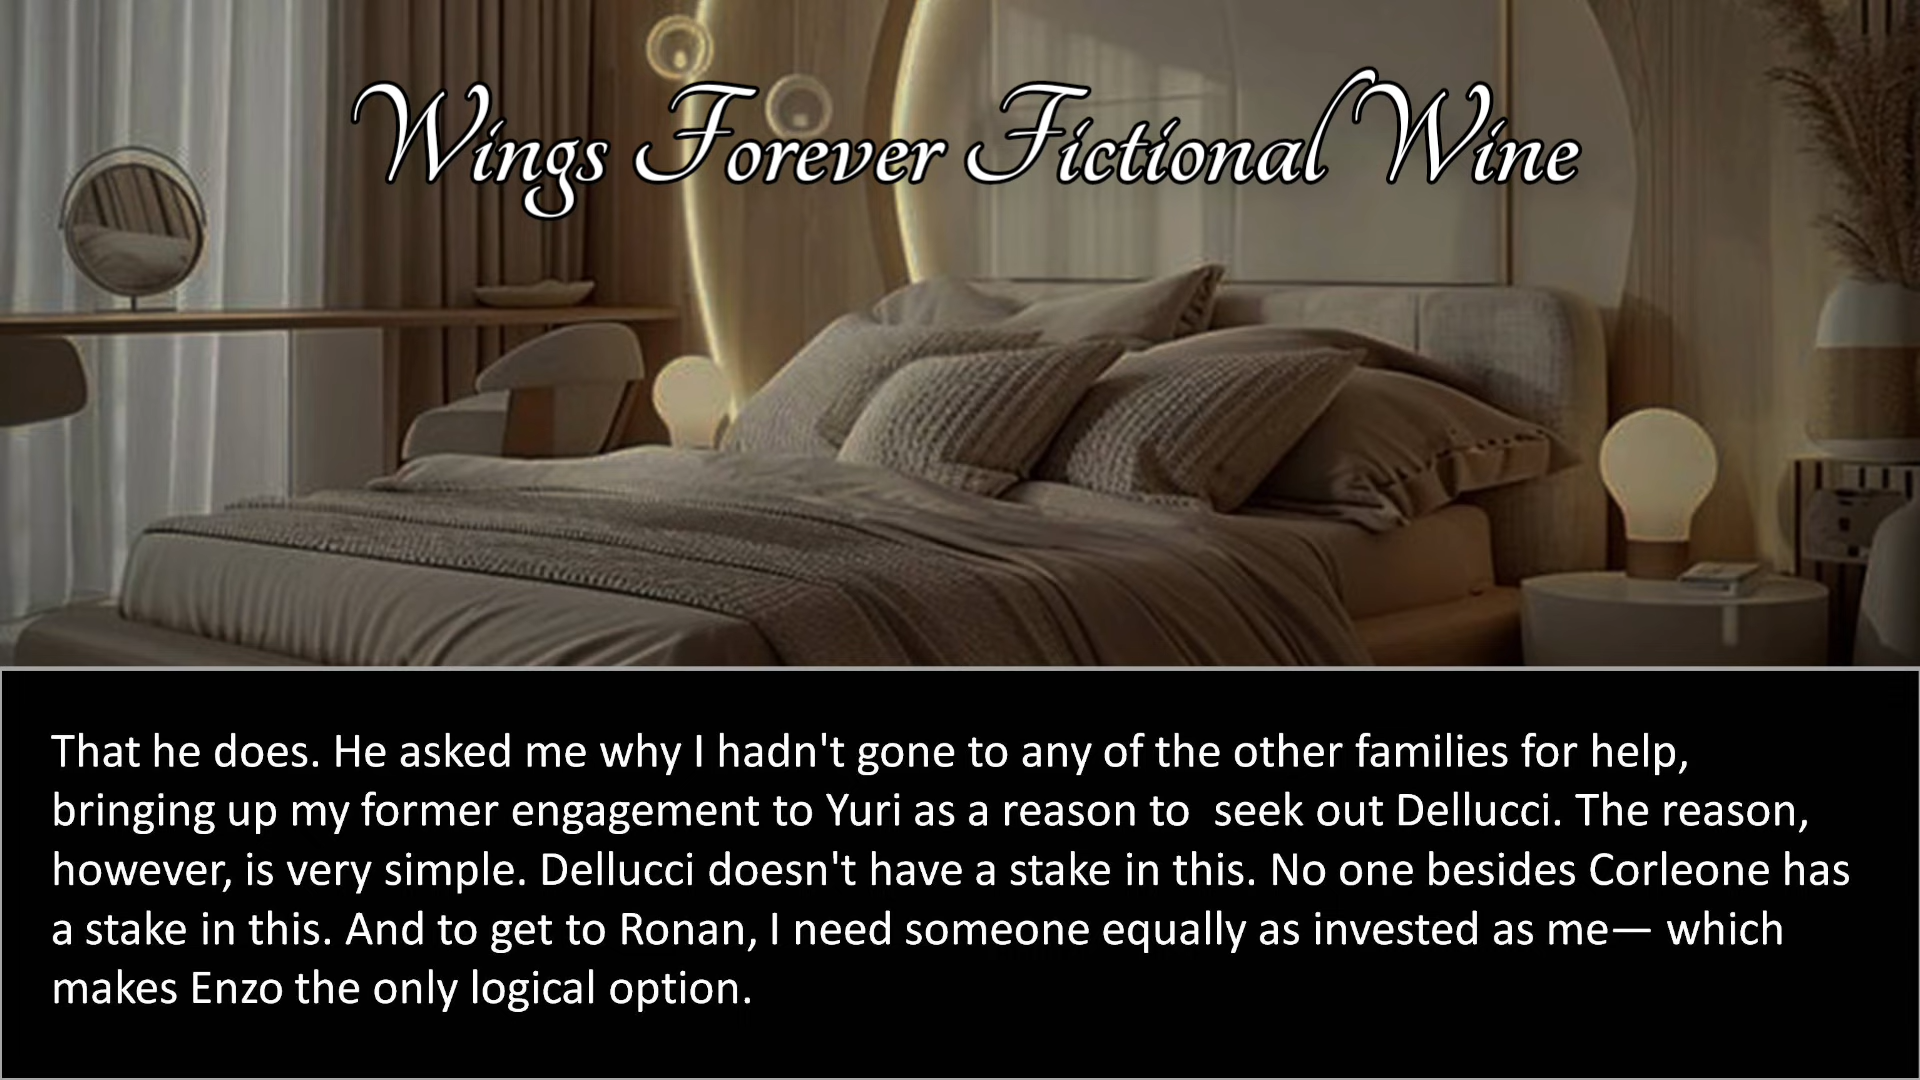 Wings Forever Fictional Wine
That he does. He asked me why I hadn't gone to any of the other families for help,
bringing up my former engagement to Yuri as a reason to  seek out Dellucci. The reason,
however, is very simple. Dellucci doesn't have a stake in this. No one besides Corleone has
a stake in this. And to get to Ronan, I need someone equally as invested as me— which
makes Enzo the only logical option.